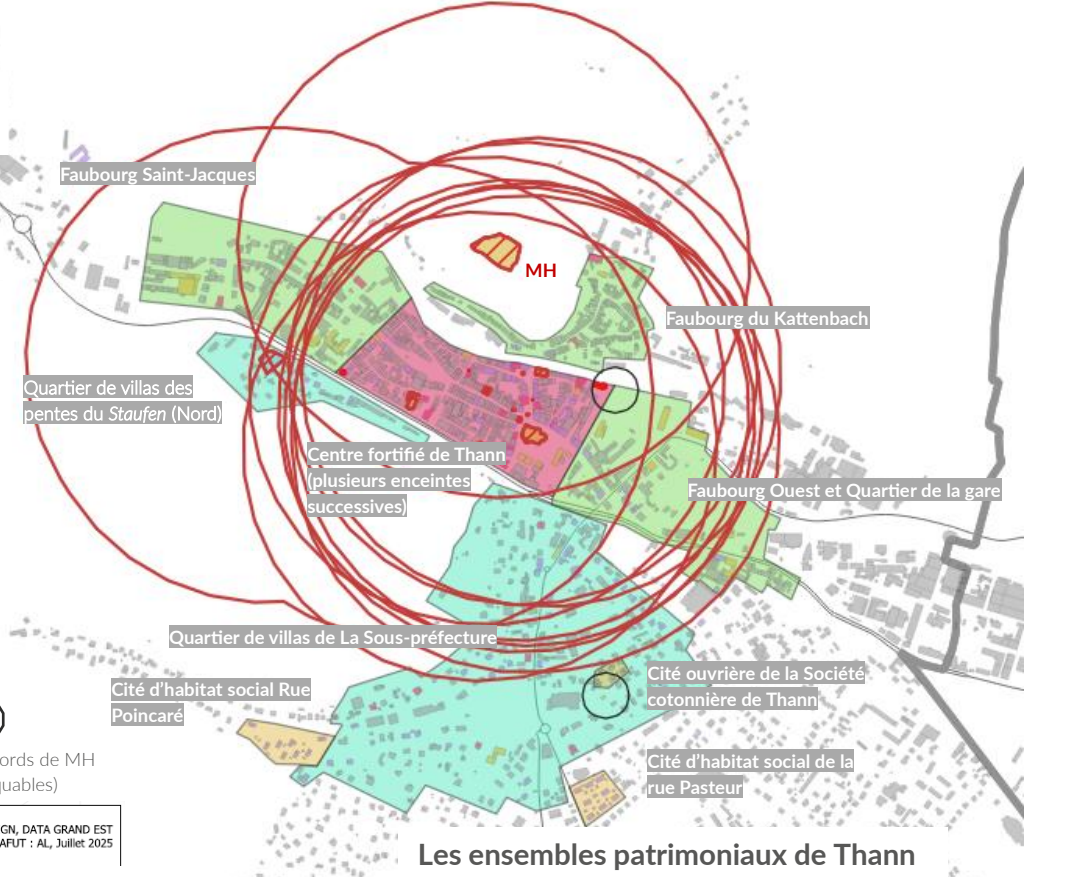 Faubourg Saint-Jacques
MH
Faubourg du Kattenbach
Quartier de villas des
pentes du Staufen (Nord)
Centre fortifié de Thann
(plusieurs enceintes
successives)
Faubourg Ouest et Quartier de la gare
Quartier de villas de La Sous-préfecture
Cité d'habitat social Rue
Poincaré
Cité ouvrière de la Société
cotonnière de Thann
Cité d'habitat social de la
rue Pasteur
ords de MH
quables)
GN, DATA GRAND EST
AFUT : AL, Juillet 2025
Les ensembles patrimoniaux de Thann